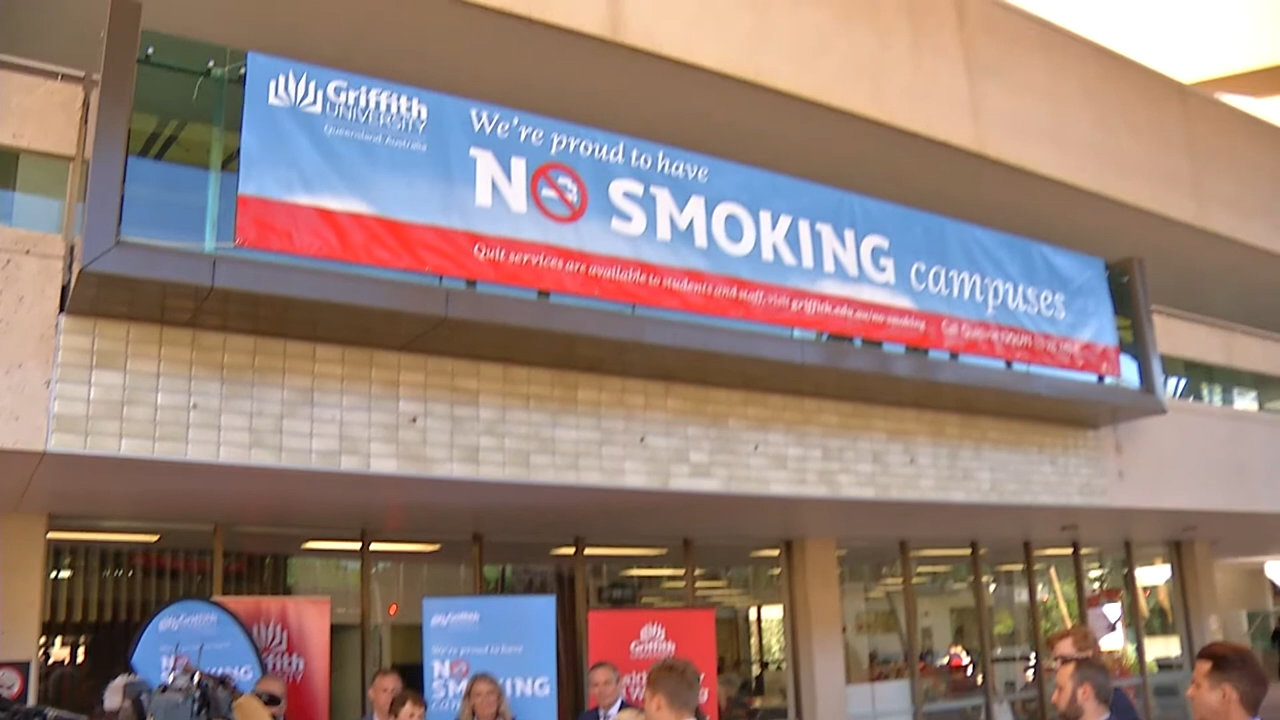 Griffith
UNIVERSITY
Queensland, Australia
We're proud to have
NO SMOKING campuses
Quit services are available to students and staff, visit griffith.edu.au/no-smoking
We're proud to have
NO
SMOKING
Griffith
UNIVERSITY